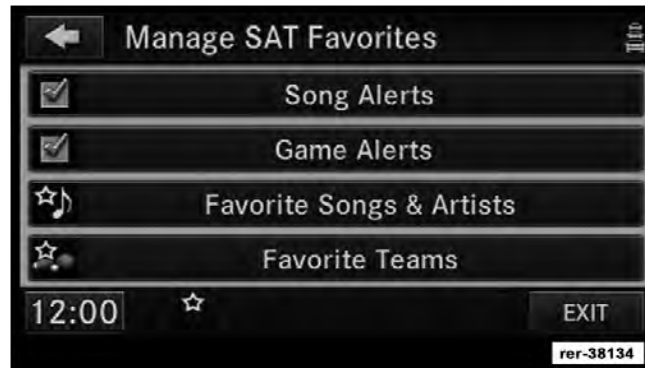 Manage SAT Favorites
Song Alerts
Game Alerts
Favorite Songs & Artists
Favorite Teams
12:00
EXIT
rer-38134